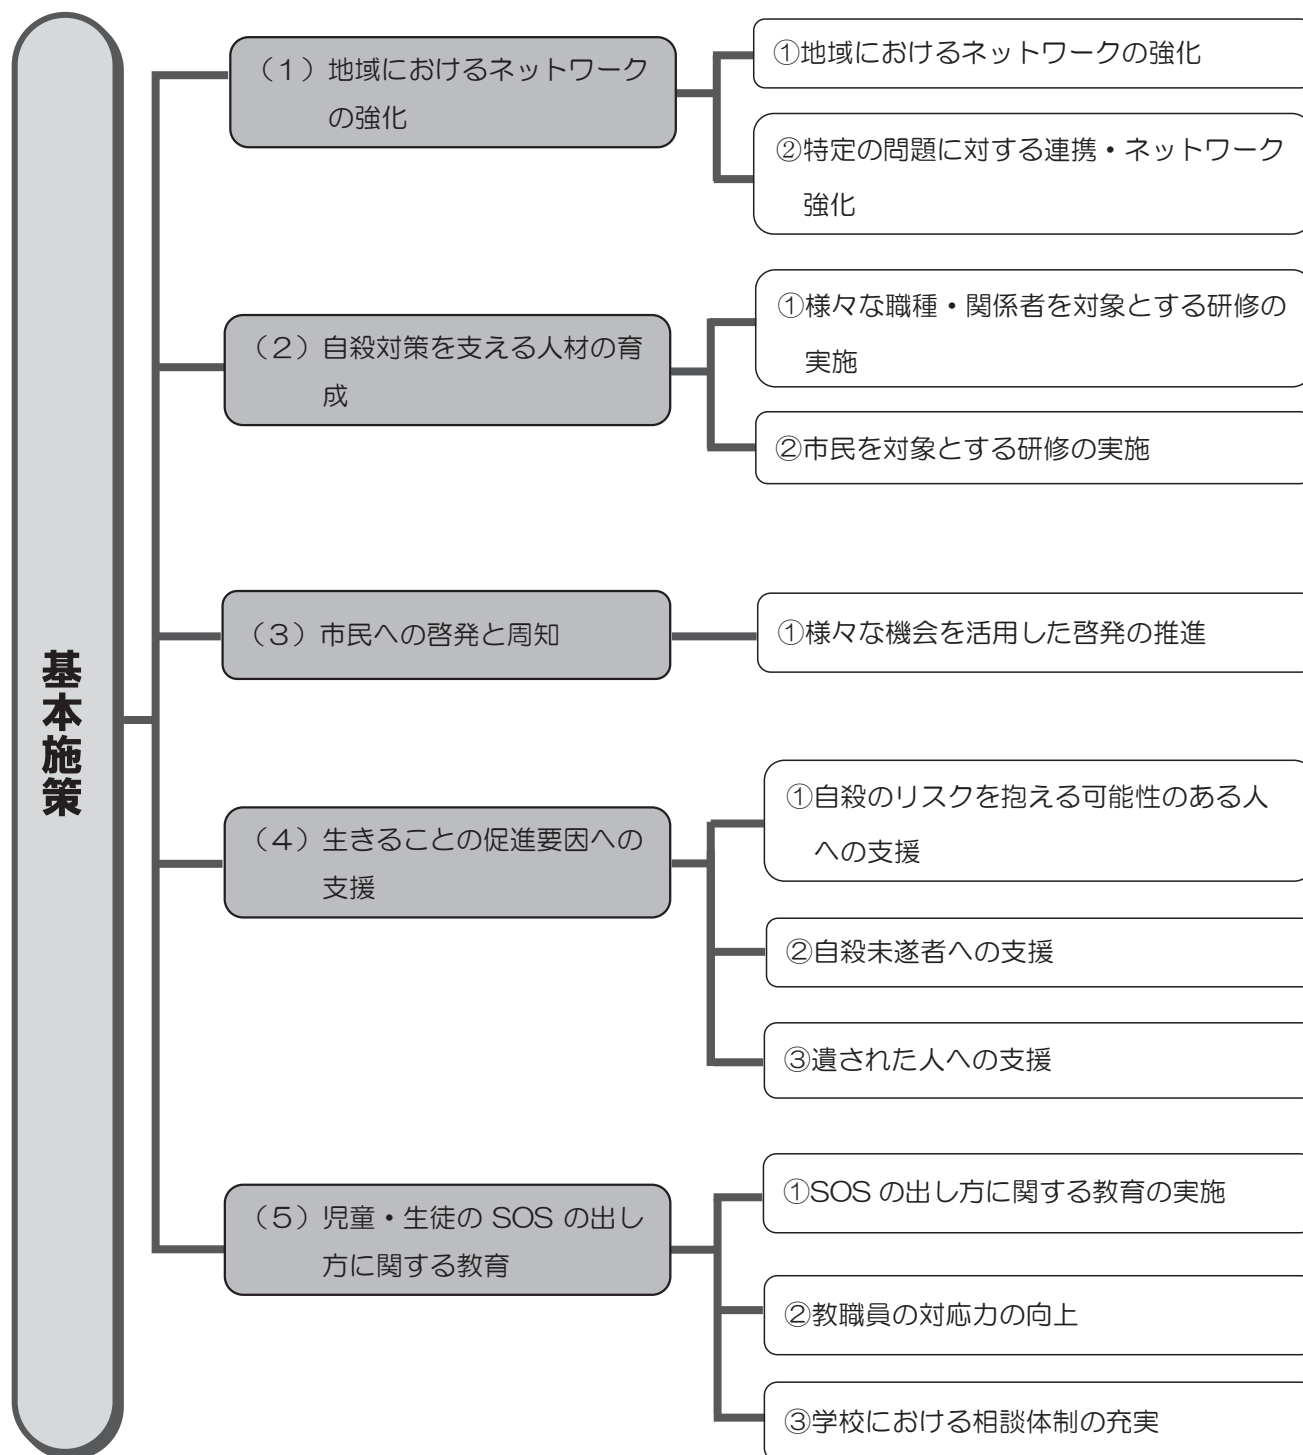 基本施策
（１）地域におけるネットワーク
の強化
①地域におけるネットワークの強化
②特定の問題に対する連携・ネットワーク
強化
（２）自殺対策を支える人材の育
成
①様々な職種・関係者を対象とする研修の
実施
②市民を対象とする研修の実施
（３）市民への啓発と周知
①様々な機会を活用した啓発の推進
（４）生きることの促進要因への
支援
①自殺のリスクを抱える可能性のある人
への支援
②自殺未遂者への支援
③遺された人への支援
（５）児童・生徒の SOS の出し
方に関する教育
①SOS の出し方に関する教育の実施
②教職員の対応力の向上
③学校における相談体制の充実